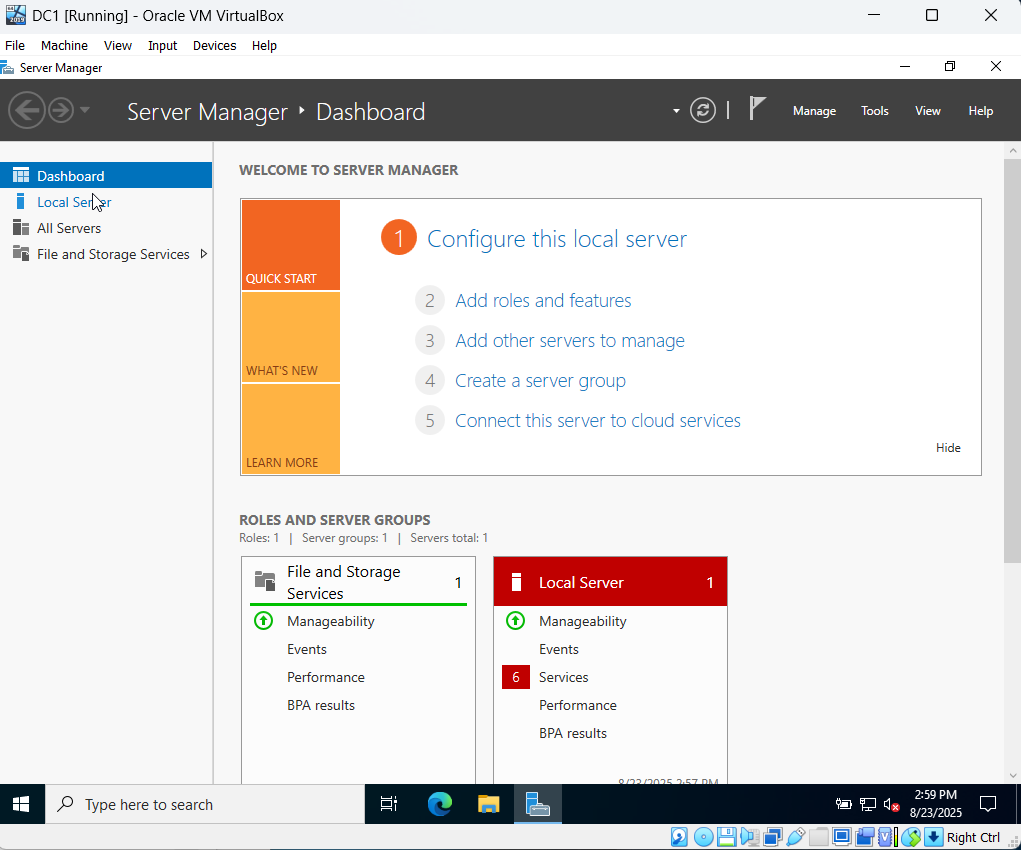 DC1 [Running] - Oracle VM VirtualBox
File Machine View Input Devices Help
Server Manager
Server Manager ‣ Dashboard
Manage Tools View Help
Dashboard
Local Server
All Servers
File and Storage Services
WELCOME TO SERVER MANAGER
QUICK START
WHAT'S NEW
LEARN MORE
1 Configure this local server
2 Add roles and features
3 Add other servers to manage
4 Create a server group
5 Connect this server to cloud services
Hide
ROLES AND SERVER GROUPS
Roles: 1 | Server groups: 1 | Servers total: 1
File and Storage
Services
1
Manageability
Events
Performance
BPA results
Local Server 1
Manageability
Events
6 Services
Performance
BPA results
8/23/2025 2:57 PM
Type here to search
2:59 PM
8/23/2025
Right Ctrl